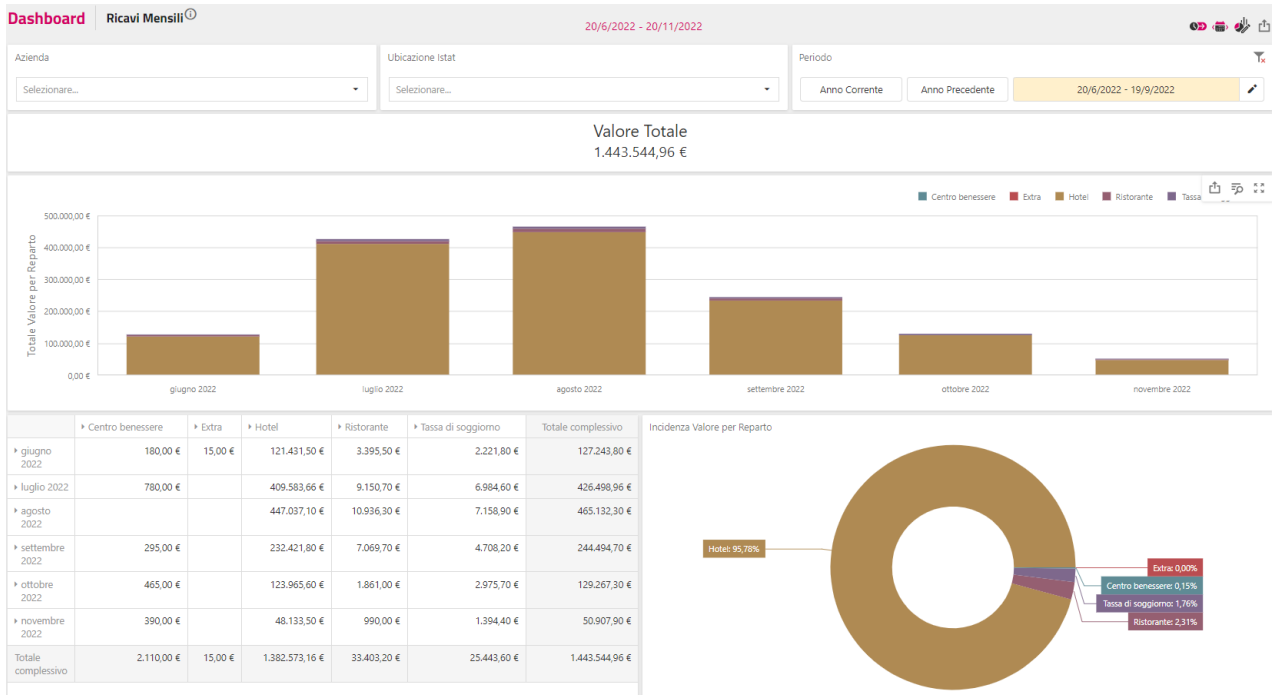 Dashboard Ricavi Mensili
20/6/2022 - 20/11/2022
Azienda
Selezionare...
Ubicazione Istat
Selezionare...
Periodo
Anno Corrente Anno Precedente 20/6/2022 - 19/9/2022
Valore Totale
1.443.544,96 €
Centro benessere Extra Hotel Ristorante Tassa
Totale Valore per Reparto
500.000,00 €
400.000,00 €
300.000,00 €
200.000,00 €
100.000,00 €
0,00 €
giugno 2022 luglio 2022 agosto 2022 settembre 2022 ottobre 2022 novembre 2022
Centro benessere Extra Hotel Ristorante Tassa di soggiorno Totale complessivo
giugno 180,00 € 15,00 € 121.431,50 € 3.395,50 € 2.221,80 € 127.243,80 €
2022
luglio 2022 780,00 € 409.583,66 € 9.150,70 € 6.984,60 € 426.498,96 €
agosto 447.037,10 € 10.936,30 € 7.158,90 € 465.132,30 €
2022
settembre 295,00 € 232.421,80 € 7.069,70 € 4.708,20 € 244.494,70 €
2022
ottobre 465,00 € 123.965,60 € 1.861,00 € 2.975,70 € 129.267,30 €
2022
novembre 390,00 € 48.133,50 € 990,00 € 1.394,40 € 50.907,90 €
2022
Totale 2.110,00 € 15,00 € 1.382.573,16 € 33.403,20 € 25.443,60 € 1.443.544,96 €
complessivo
Incidenza Valore per Reparto
Hotel: 95,78%
Extra: 0,00%
Centro benessere: 0,15%
Tassa di soggiorno: 1,76%
Ristorante: 2,31%